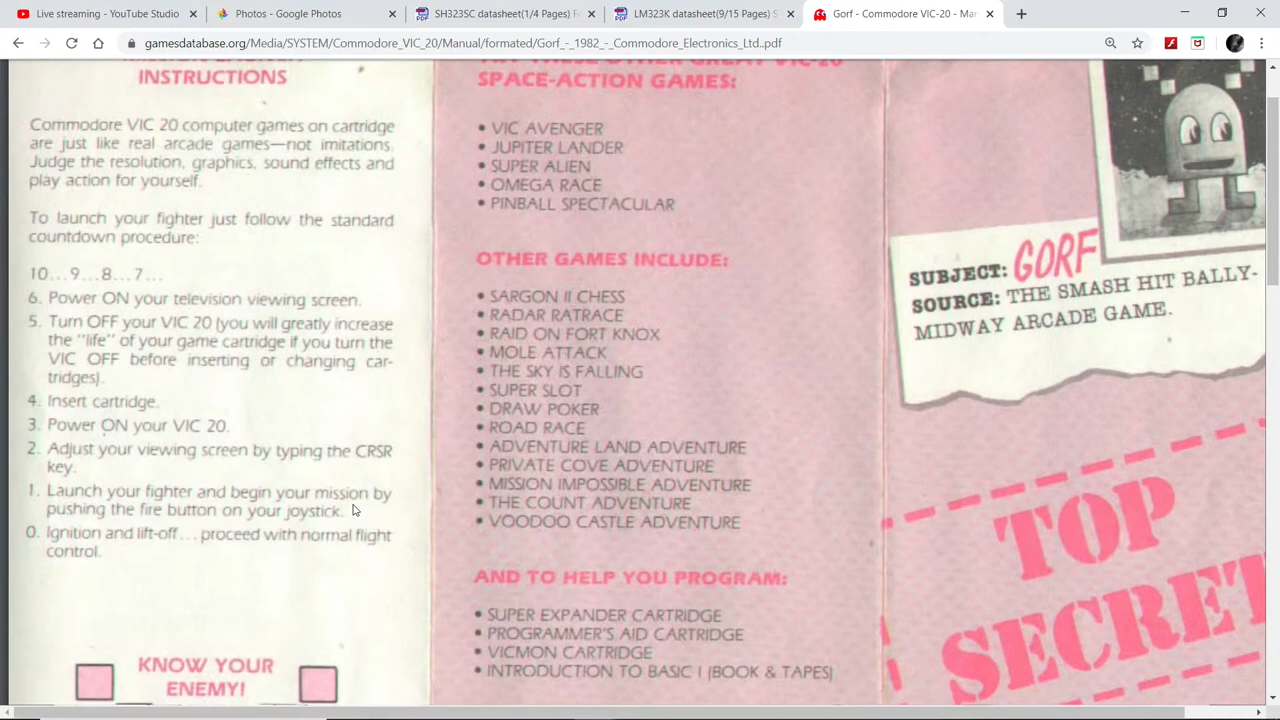 Live streaming - YouTube Studio
Photos - Google Photos
SH323SC datasheet(1/4 Pages)
LM323K datasheet(9/15 Pages) S
Gorf - Commodore VIC-20 - Mar
gamesdatabase.org/Media/SYSTEM/Commodore_VIC_20/Manual/formated/Gorf_-_1982_-_Commodore_Electronics_Ltd..pdf
INSTRUCTIONS
Commodore VIC 20 computer games on cartridge
are just like real arcade games—not imitations.
Judge the resolution, graphics, sound effects and
play action for yourself.
To launch your fighter just follow the standard
countdown procedure:
10...9...8...7...
6. Power ON your television viewing screen.
5. Turn OFF your VIC 20 (you will greatly increase
the "life" of your game cartridge if you turn the
VIC OFF before inserting or changing car-
tridges).
4. Insert cartridge.
3. Power ON your VIC 20.
2. Adjust your viewing screen by typing the CRSR
key.
1. Launch your fighter and begin your mission by
pushing the fire button on your joystick.
0. Ignition and lift-off... proceed with normal flight
control.
KNOW YOUR
ENEMY!
THESE OTHER GREAT VIC-20
SPACE-ACTION GAMES:
• VIC AVENGER
• JUPITER LANDER
• SUPER ALIEN
• OMEGA RACE
• PINBALL SPECTACULAR
OTHER GAMES INCLUDE:
• SARGON II CHESS
• RADAR RATRACE
• RAID ON FORT KNOX
• MOLE ATTACK
• THE SKY IS FALLING
• SUPER SLOT
• DRAW POKER
• ROAD RACE
• ADVENTURE LAND ADVENTURE
• PRIVATE COVE ADVENTURE
• MISSION IMPOSSIBLE ADVENTURE
• THE COUNT ADVENTURE
• VOODOO CASTLE ADVENTURE
AND TO HELP YOU PROGRAM:
• SUPER EXPANDER CARTRIDGE
• PROGRAMMER'S AID CARTRIDGE
• VICMON CARTRIDGE
• INTRODUCTION TO BASIC I (BOOK & TAPES)
SUBJECT: GORF
SOURCE: THE SMASH HIT BALLY-
MIDWAY ARCADE GAME.
TOP
SECRET